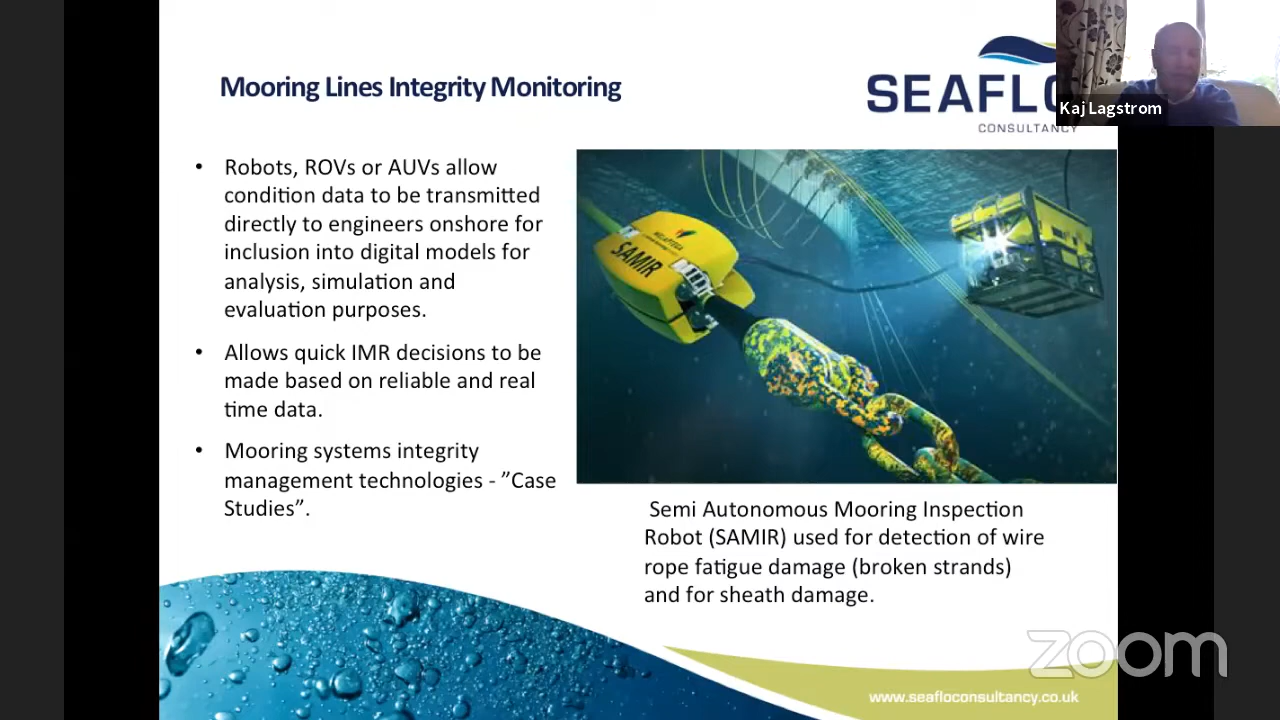 Mooring Lines Integrity Monitoring
SEAFLO
CONSULTANCY
Kaj Lagstrom
• Robots, ROVs or AUVs allow
condition data to be transmitted
directly to engineers onshore for
inclusion into digital models for
analysis, simulation and
evaluation purposes.
• Allows quick IMR decisions to be
made based on reliable and real
time data.
• Mooring systems integrity
management technologies - ”Case
Studies”.
SAMIR
Semi Autonomous Mooring Inspection
Robot (SAMIR) used for detection of wire
rope fatigue damage (broken strands)
and for sheath damage.
zoom
www.seafloconsultancy.co.uk